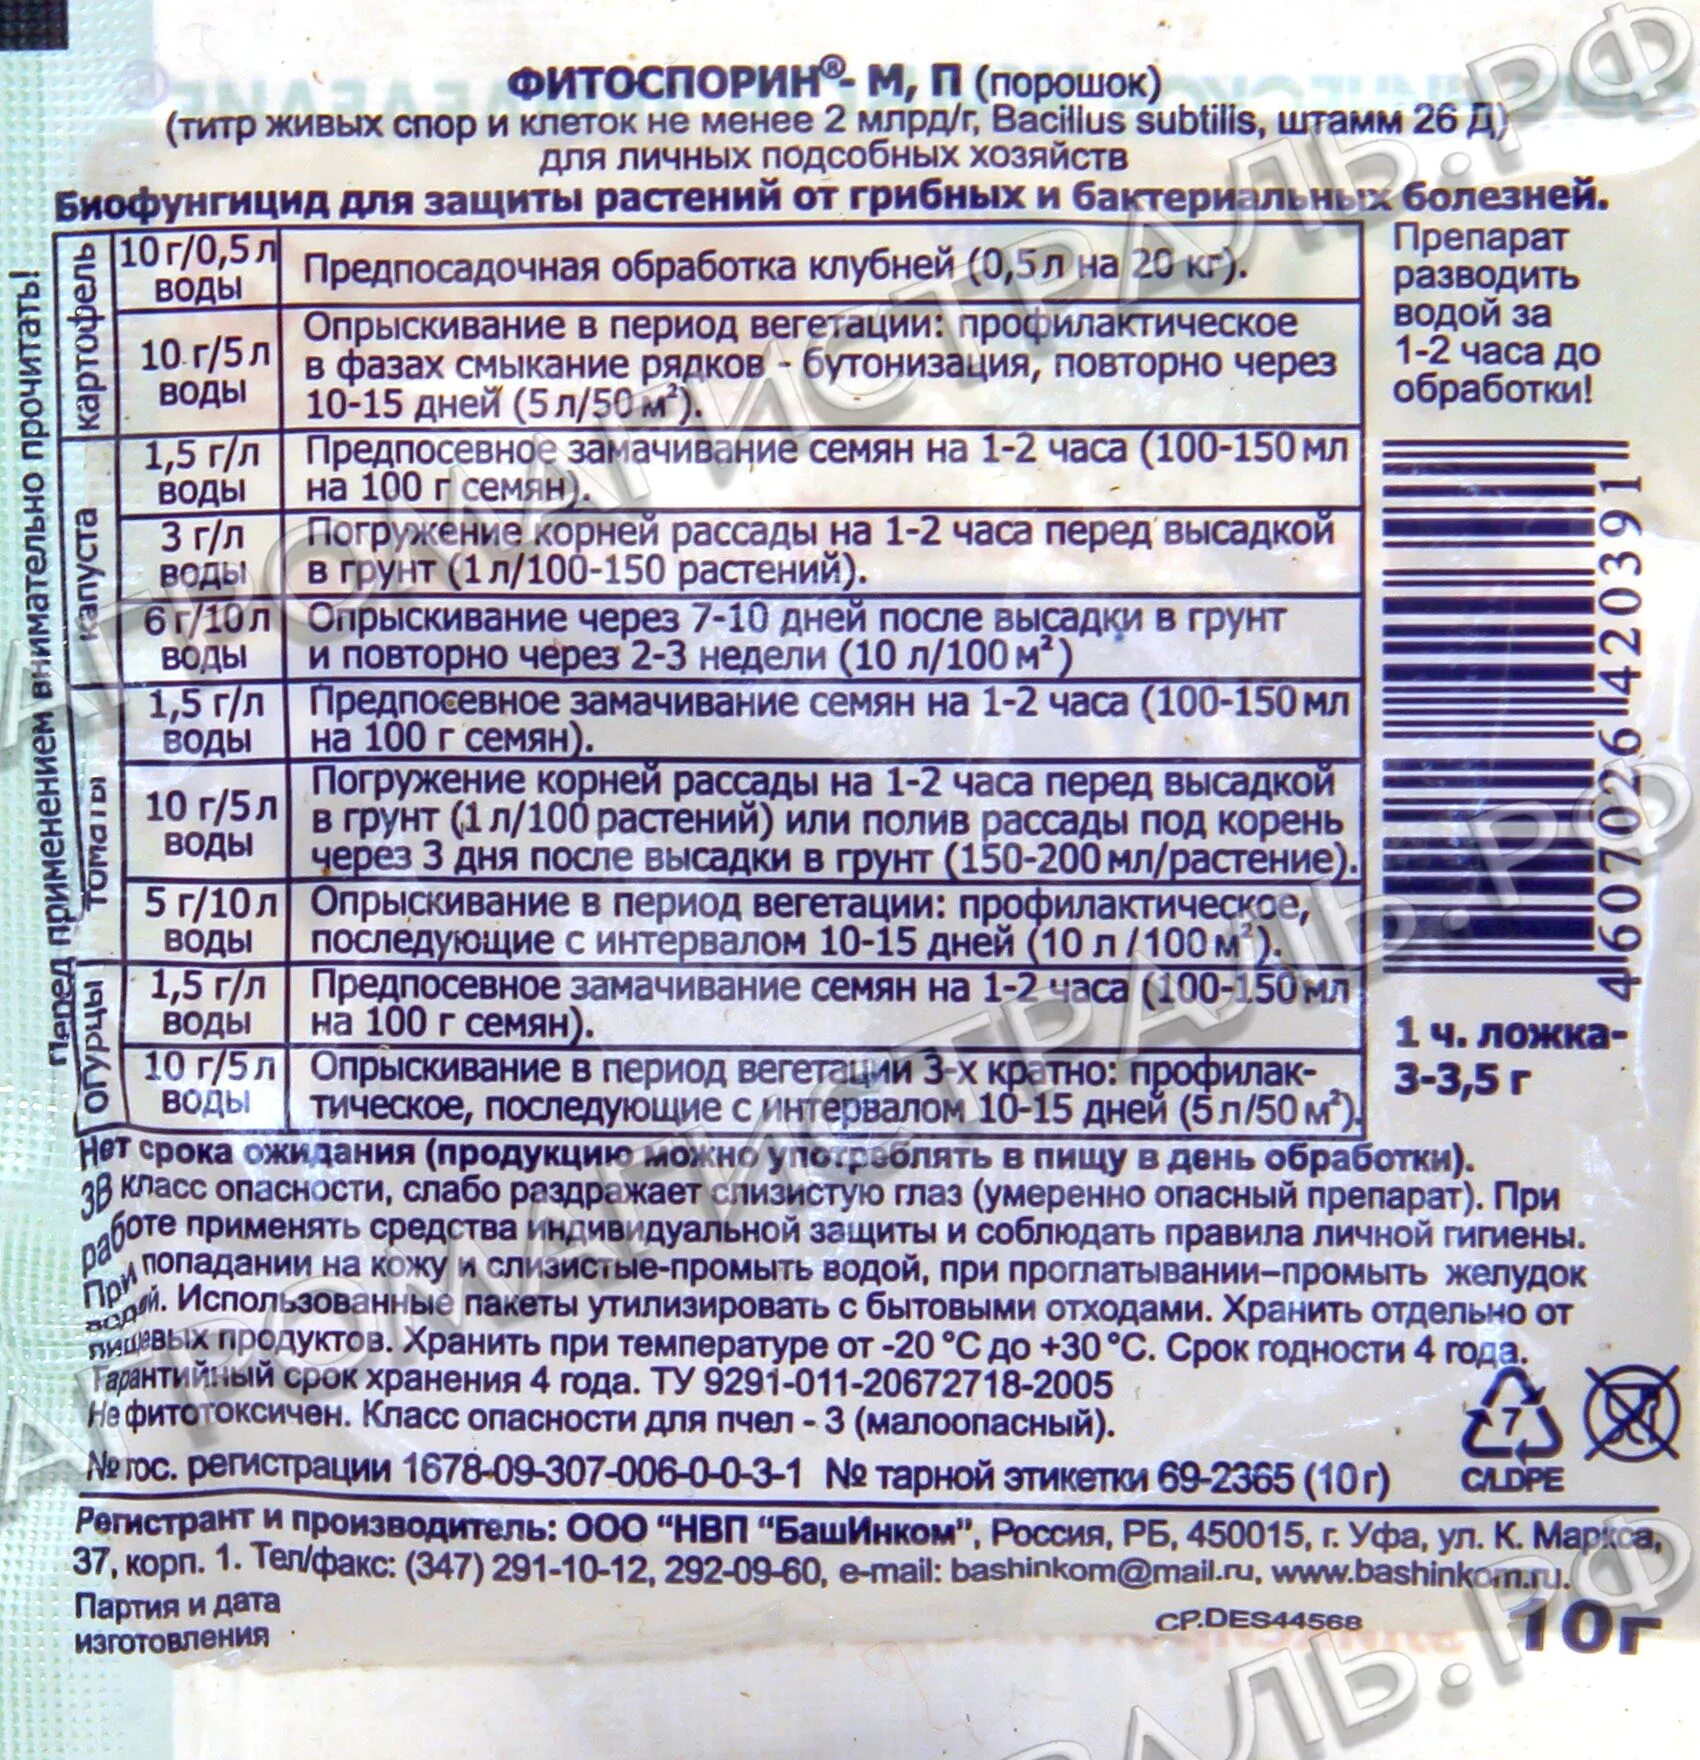 ФИТОСПОРИН®- М, П (порошок)
(титр живых спор и клеток не менее 2 млрд/г, Bacillus subtilis, штамм 26 Д)
для личных подсобных хозяйств
Биофунгицид для защиты растений от грибных и бактериальных болезней.
Перед применением внимательно прочитать!
картофель
10 г/0,5 л
воды
Предпосадочная обработка клубней (0,5 л на 20 кг).
10 г/5 л
воды
Опрыскивание в период вегетации: профилактическое
в фазах смыкание рядков - бутонизация, повторно через
10-15 дней (5 л/50 м²).
капуста
1,5 г/л
воды
Предпосевное замачивание семян на 1-2 часа (100-150 мл
на 100 г семян).
3 г/л
воды
Погружение корней рассады на 1-2 часа перед высадкой
в грунт (1 л/100-150 растений).
6 г/10 л
воды
Опрыскивание через 7-10 дней после высадки в грунт
и повторно через 2-3 недели (10 л/100 м²)
томаты
1,5 г/л
воды
Предпосевное замачивание семян на 1-2 часа (100-150 мл
на 100 г семян).
10 г/5 л
воды
Погружение корней рассады на 1-2 часа перед высадкой
в грунт (1 л/100 растений) или полив рассады под корень
через 3 дня после высадки в грунт (150-200 мл/растение).
5 г/10 л
воды
Опрыскивание в период вегетации: профилактическое,
последующие с интервалом 10-15 дней (10 л /100 м²).
огурцы
1,5 г/л
воды
Предпосевное замачивание семян на 1-2 часа (100-150 мл
на 100 г семян).
10 г/5 л
воды
Опрыскивание в период вегетации 3-х кратно: профилак-
тическое, последующие с интервалом 10-15 дней (5 л/50 м²).
Препарат
разводить
водой за
1-2 часа до
обработки!
4 607026 420391
1 ч. ложка-
3-3,5 г
Нет срока ожидания (продукцию можно употреблять в пищу в день обработки).
3В класс опасности, слабо раздражает слизистую глаз (умеренно опасный препарат). При
работе применять средства индивидуальной защиты и соблюдать правила личной гигиены.
При попадании на кожу и слизистые-промыть водой, при проглатывании–промыть желудок
водой. Использованные пакеты утилизировать с бытовыми отходами. Хранить отдельно от
пищевых продуктов. Хранить при температуре от -20 °С до +30 °С. Срок годности 4 года.
Гарантийный срок хранения 4 года. ТУ 9291-011-20672718-2005
Не фитотоксичен. Класс опасности для пчел - 3 (малоопасный).
№ гос. регистрации 1678-09-307-006-0-0-3-1 № тарной этикетки 69-2365 (10 г)
7
C/LDPE
Регистрант и производитель: ООО "НВП "БашИнком", Россия, РБ, 450015, г. Уфа, ул. К. Маркса,
37, корп. 1. Тел/факс: (347) 291-10-12, 292-09-60, e-mail: bashinkom@mail.ru, www.bashinkom.ru.
Партия и дата
изготовления
CP.DES44568
10г
АГРОМАГИСТРАЛЬ.РФ
АГРОМАГИСТРАЛЬ.РФ
АЛЬ.РФ